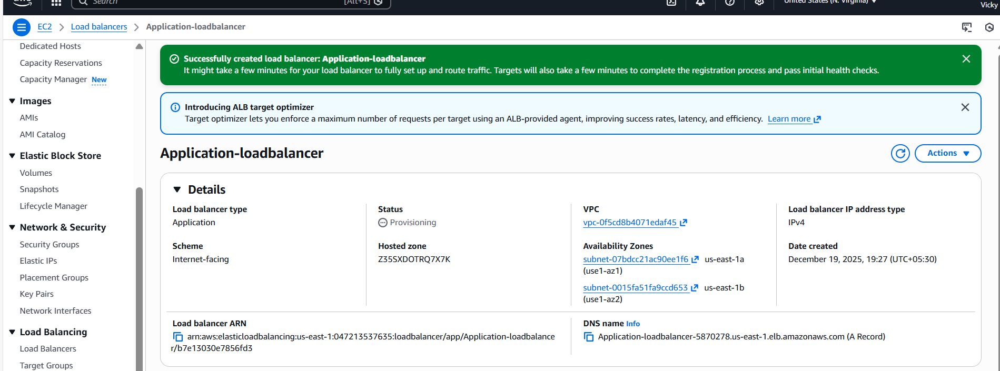 aws
Search
[Alt+S]
United States (N. Virginia)
Vicky
EC2
Load balancers
Application-loadbalancer
Dedicated Hosts
Capacity Reservations
Capacity Manager New
Images
AMIs
AMI Catalog
Elastic Block Store
Volumes
Snapshots
Lifecycle Manager
Network & Security
Security Groups
Elastic IPs
Placement Groups
Key Pairs
Network Interfaces
Load Balancing
Load Balancers
Target Groups
Successfully created load balancer: Application-loadbalancer
It might take a few minutes for your load balancer to fully set up and route traffic. Targets will also take a few minutes to complete the registration process and pass initial health checks.
Introducing ALB target optimizer
Target optimizer lets you enforce a maximum number of requests per target using an ALB-provided agent, improving success rates, latency, and efficiency. Learn more
Application-loadbalancer
Actions
Details
Load balancer type
Application
Status
Provisioning
VPC
vpc-0f5cd8b4071edaf45
Load balancer IP address type
IPv4
Scheme
Internet-facing
Hosted zone
Z35SXDOTRQ7X7K
Availability Zones
subnet-07bdcc21ac90ee1f6 us-east-1a
(use1-az1)
subnet-0015fa51fa9ccd653 us-east-1b
(use1-az2)
Date created
December 19, 2025, 19:27 (UTC+05:30)
Load balancer ARN
arn:aws:elasticloadbalancing:us-east-1:047213537635:loadbalancer/app/Application-loadbalance
r/b7e13030e7856fd3
DNS name Info
Application-loadbalancer-5870278.us-east-1.elb.amazonaws.com (A Record)